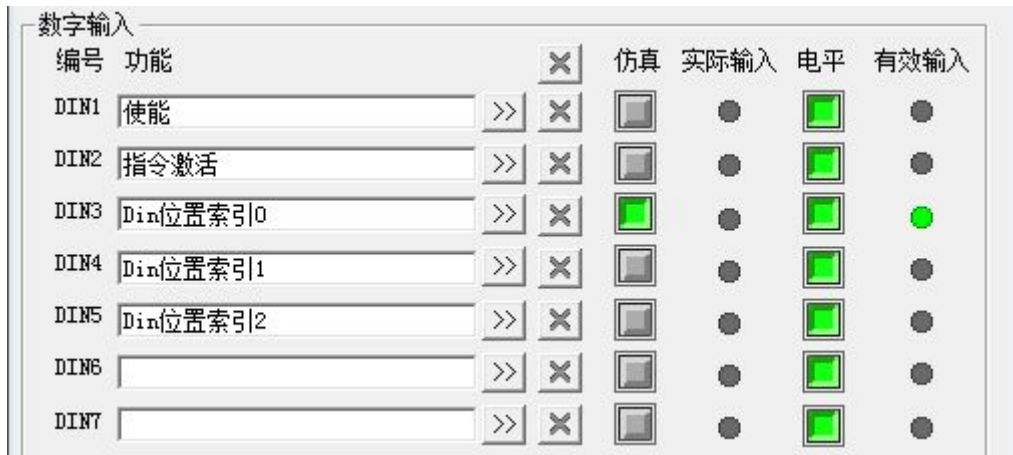 数字输入
编号 功能 仿真 实际输入 电平 有效输入
DIN1 使能 >>
DIN2 指令激活 >>
DIN3 Din位置索引0 >>
DIN4 Din位置索引1 >>
DIN5 Din位置索引2 >>
DIN6 >>
DIN7 >>